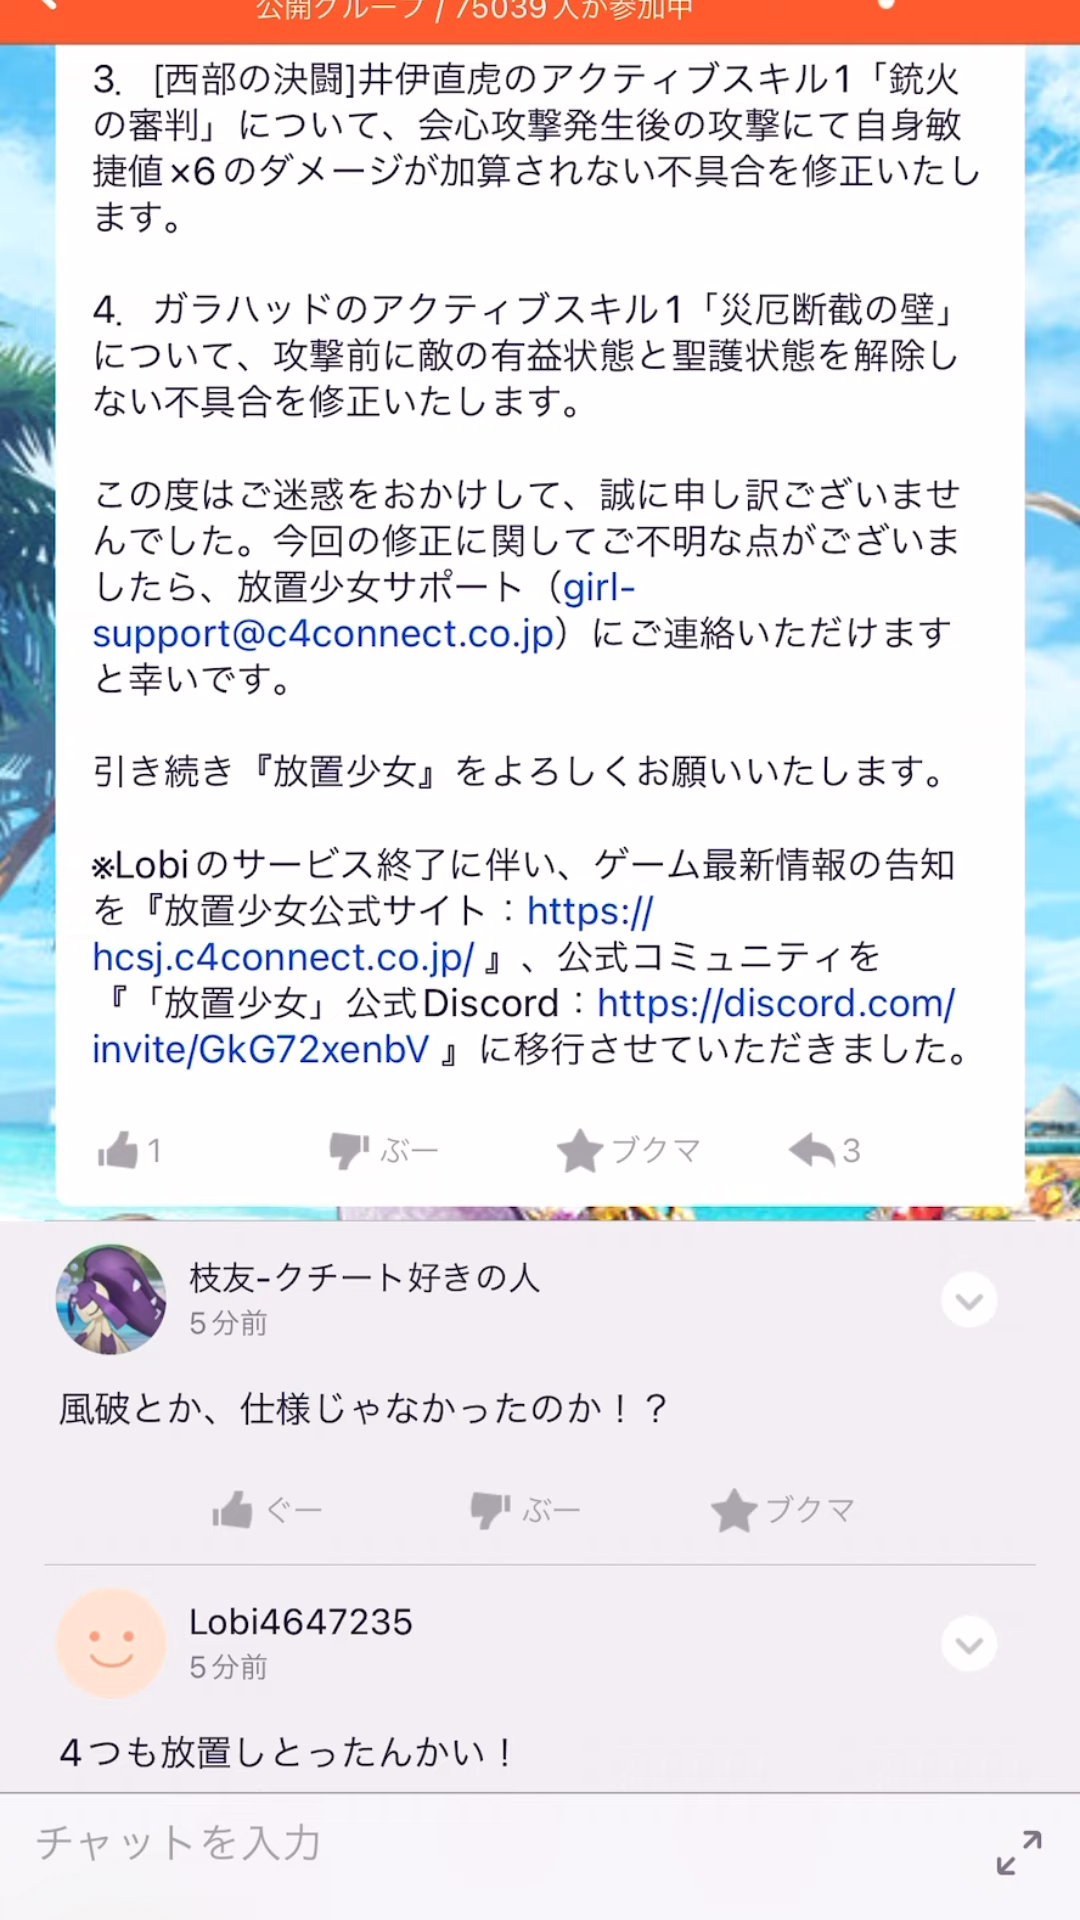 公開グループ / 75039人が参加中
3．[西部の決闘]井伊直虎のアクティブスキル1「銃火
の審判」について、会心攻撃発生後の攻撃にて自身敏
捷値×6のダメージが加算されない不具合を修正いたし
ます。
4．ガラハッドのアクティブスキル1「災厄断截の壁」
について、攻撃前に敵の有益状態と聖護状態を解除し
ない不具合を修正いたします。
この度はご迷惑をおかけして、誠に申し訳ございませ
んでした。今回の修正に関してご不明な点がございま
したら、放置少女サポート（girl-
support@c4connect.co.jp）にご連絡いただけます
と幸いです。
引き続き『放置少女』をよろしくお願いいたします。
※Lobiのサービス終了に伴い、ゲーム最新情報の告知
を『放置少女公式サイト：https://
hcsj.c4connect.co.jp/ 』、公式コミュニティを
『「放置少女」公式Discord：https://discord.com/
invite/GkG72xenbV 』に移行させていただきました。
1 ぶー ブクマ 3
枝友-クチート好きの人
5分前
風破とか、仕様じゃなかったのか！？
ぐー ぶー ブクマ
Lobi4647235
5分前
4つも放置しとったんかい！
チャットを入力